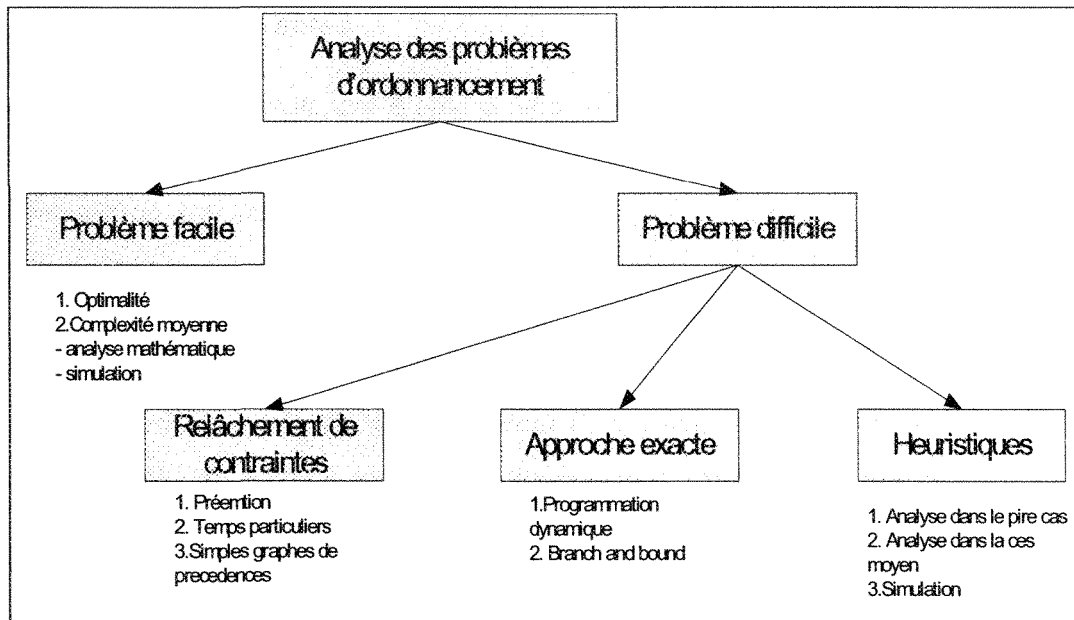 Analyse des problèmes
d'ordonnancement
Problème facile
Problème difficile
1. Optimalité
2.Complexité moyenne
- analyse mathématique
- simulation
Relâchement de
contraintes
Approche exacte
Heuristiques
1. Préemtion
2. Temps particuliers
3.Simples graphes de
precedences
1.Programmation
dynamique
2. Branch and bound
1. Analyse dans le pire cas
2. Analyse dans la ces
moyen
3.Simulation